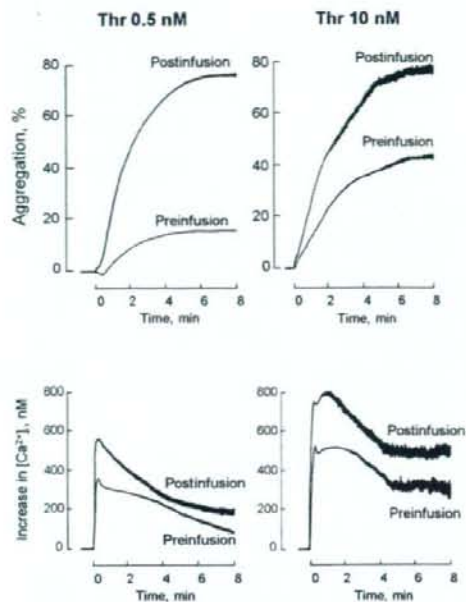 Thr 0.5 nM
Thr 10 nM
Aggregation, %
80
60
40
20
0
Postinfusion
Preinfusion
0 2 4 6 8
Time, min
80
60
40
20
0
Postinfusion
Preinfusion
0 2 4 6 8
Time, min
Increase in [Ca²⁺], nM
800
600
400
200
0
Postinfusion
Preinfusion
0 2 4 6 8
Time, min
800
600
400
200
0
Postinfusion
Preinfusion
0 2 4 6 8
Time, min